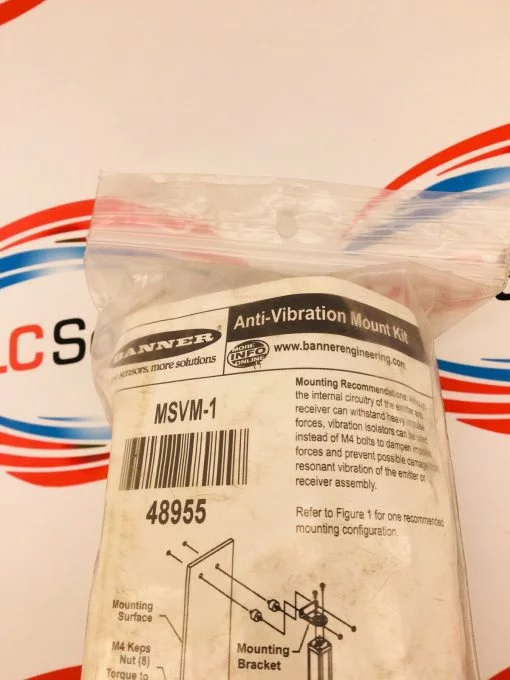 LCS
BANNER
sensors, more solutions
Anti-Vibration Mount Kit
MORE
INFO
ONLINE
www.bannerengineering.com
MSVM-1
48955
Mounting Recommendations: Although
the internal circuitry of the emitter and
receiver can withstand heavy impulse
forces, vibration isolators can be used
instead of M4 bolts to dampen impulse
forces and prevent possible damage
resonant vibration of the emitter or
receiver assembly.
Refer to Figure 1 for one recommended
mounting configuration.
Mounting
Surface
M4 Keps
Nut (8)
Torque to
Mounting
Bracket